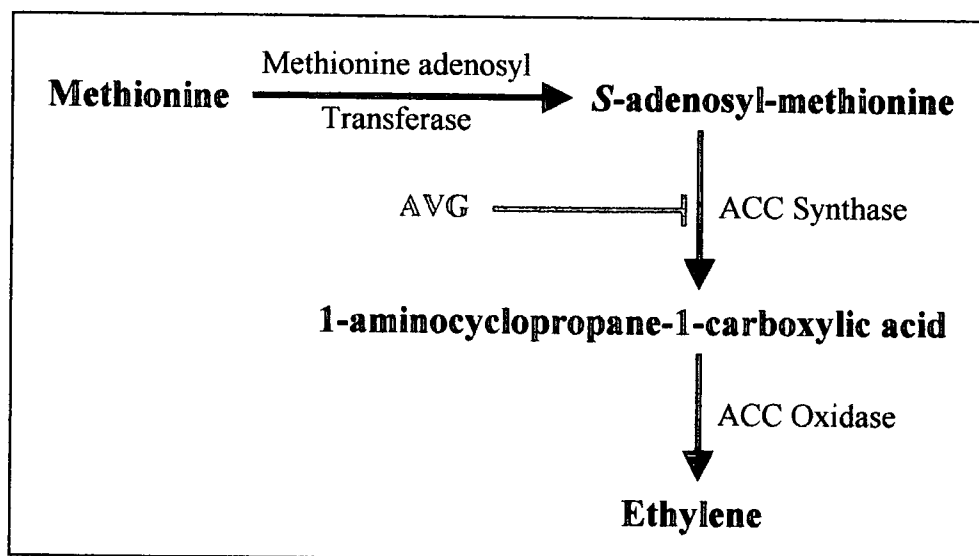 Methionine adenosyl
Methionine
S-adenosyl-methionine
Transferase
AVG
ACC Synthase
1-aminocyclopropane-1-carboxylic acid
ACC Oxidase
Ethylene